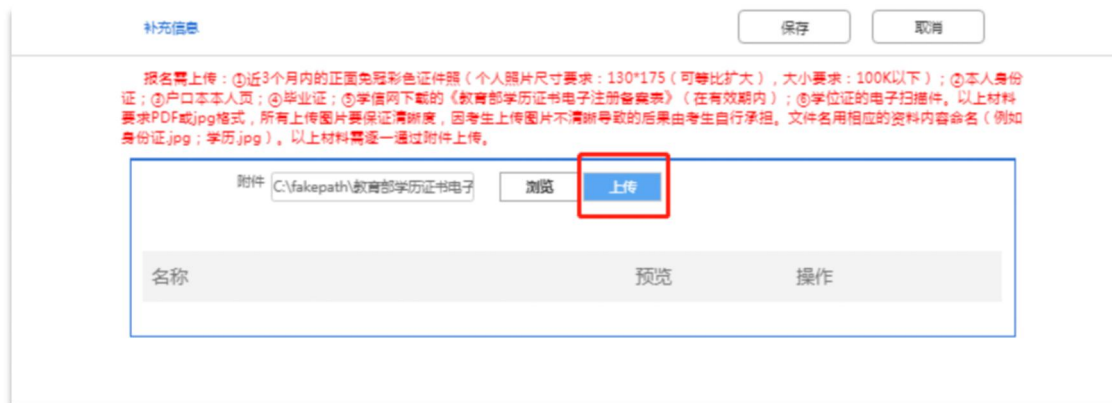 补充信息
保存
取消
报名需上传：①近3个月内的正面免冠彩色证件照（个人照片尺寸要求：130*175（可等比扩大），大小要求：100K以下）；②本人身份
证；③户口本本人页；④毕业证；⑤学信网下载的《教育部学历证书电子注册备案表》（在有效期内）；⑥学位证的电子扫描件。以上材料
要求PDF或jpg格式，所有上传图片要保证清晰度，因考生上传图片不清晰导致的后果由考生自行承担。文件名用相应的资料内容命名（例如
身份证.jpg；学历.jpg）。以上材料需逐一通过附件上传。
附件
C:\fakepath\教育部学历证书电子
浏览
上传
名称
预览
操作